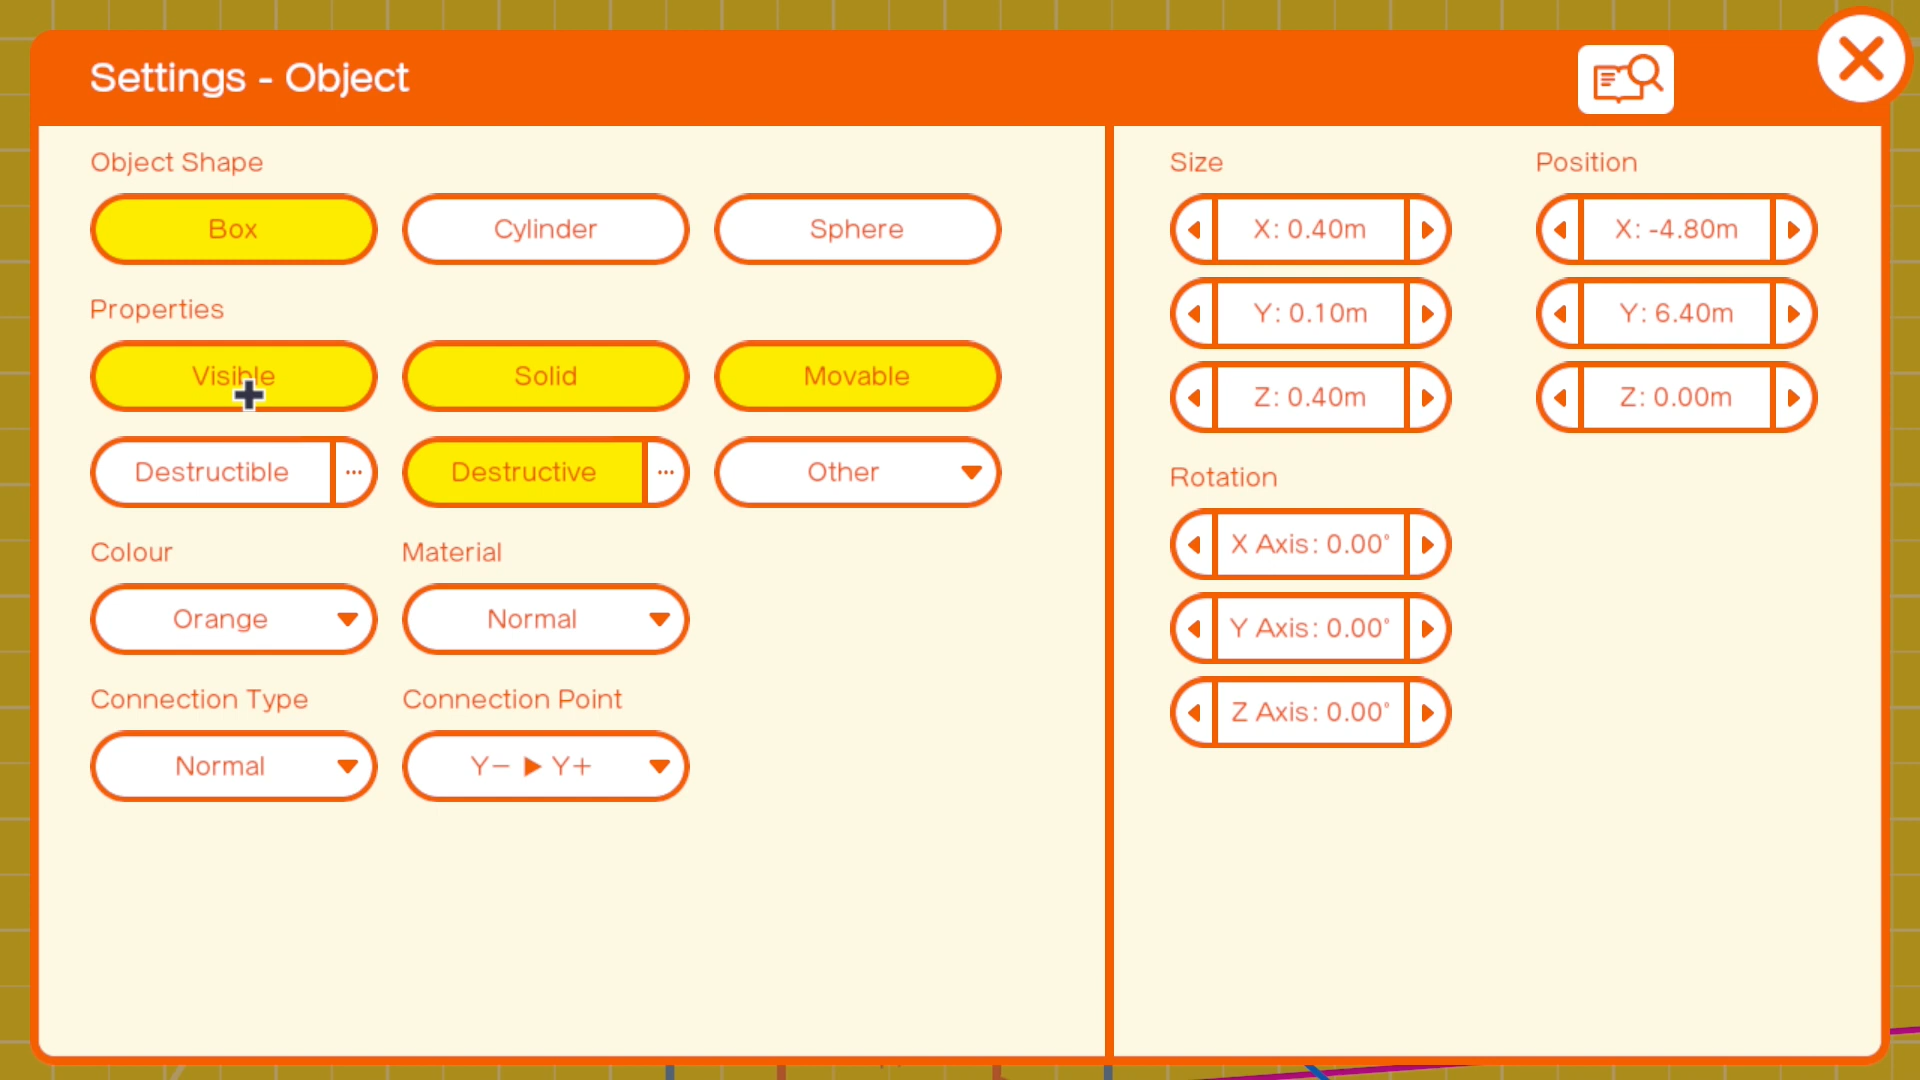 Settings - Object
Object Shape
Box
Cylinder
Sphere
Properties
Visible
Solid
Movable
Destructible
...
Destructive
...
Other
Colour
Material
Orange
Normal
Connection Type
Connection Point
Normal
Y− ▶ Y+
Size
Position
X: 0.40m
X: -4.80m
Y: 0.10m
Y: 6.40m
Z: 0.40m
Z: 0.00m
Rotation
X Axis: 0.00°
Y Axis: 0.00°
Z Axis: 0.00°